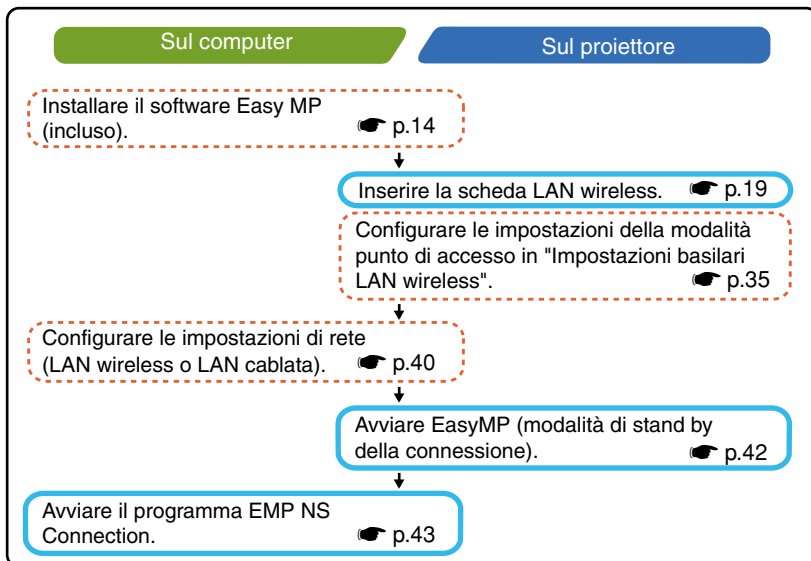 Sul computer
Sul proiettore
Installare il software Easy MP
(incluso). ☛ p.14
Inserire la scheda LAN wireless. ☛ p.19
Configurare le impostazioni della modalità
punto di accesso in "Impostazioni basilari
LAN wireless". ☛ p.35
Configurare le impostazioni di rete
(LAN wireless o LAN cablata). ☛ p.40
Avviare EasyMP (modalità di stand by
della connessione). ☛ p.42
Avviare il programma EMP NS
Connection. ☛ p.43